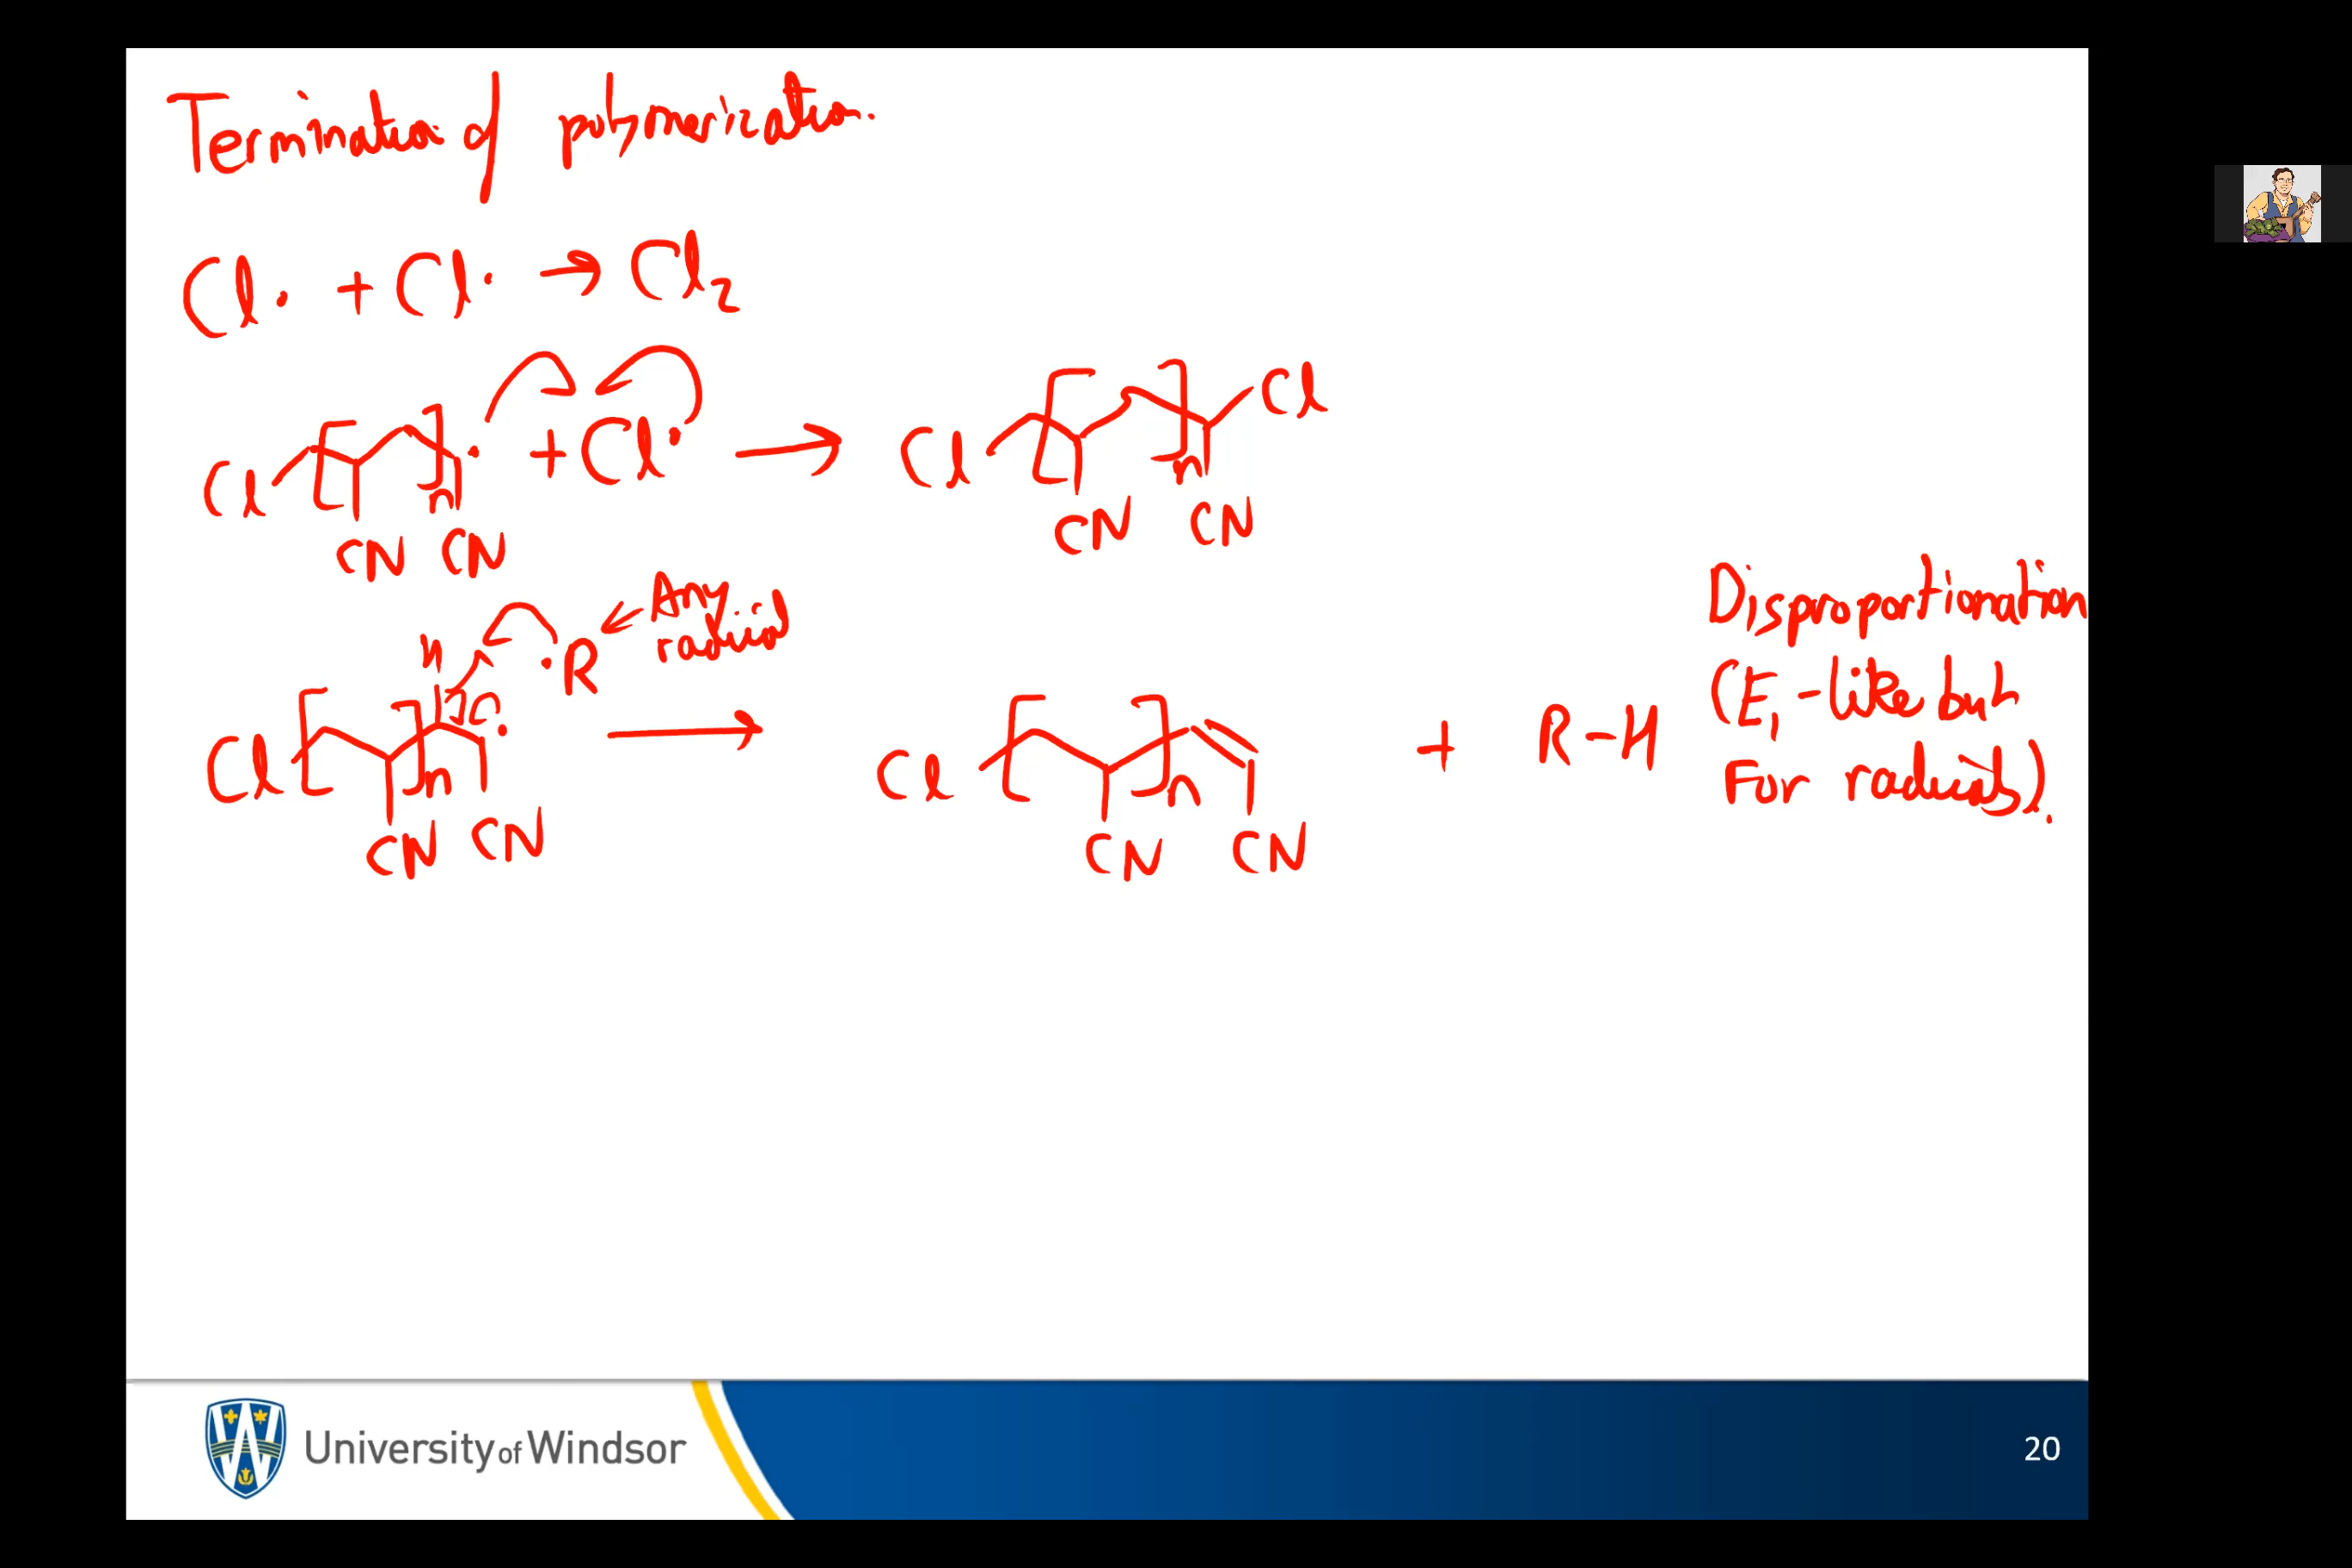 Termination of polymerization.
Cl· + Cl· → Cl₂
Cl [ ]n · + Cl· → Cl [ ]n Cl
CN CN CN CN
·R ← Any radical
H
Cl [ ]n · → Cl [ ]n + R-H
CN CN CN CN
Disproportionation
(E₁-like but
For radicals).
University of Windsor
20